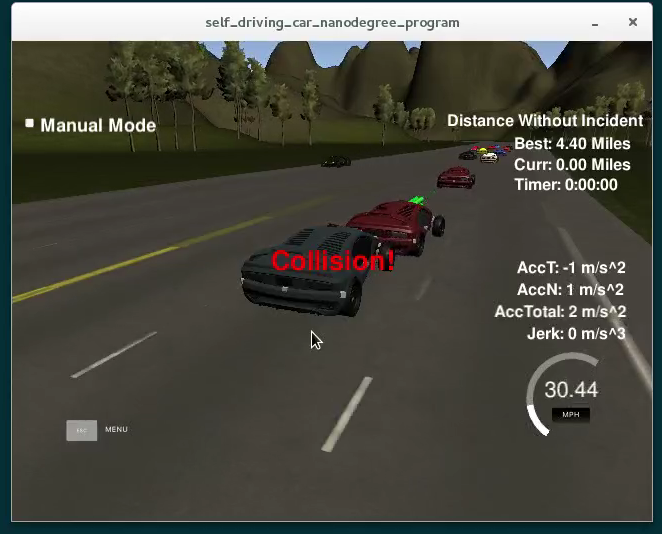 self_driving_car_nanodegree_program
Manual Mode
Distance Without Incident
Best: 4.40 Miles
Curr: 0.00 Miles
Timer: 0:00:00
Collision!
AccT: -1 m/s^2
AccN: 1 m/s^2
AccTotal: 2 m/s^2
Jerk: 0 m/s^3
30.44
MPH
MENU